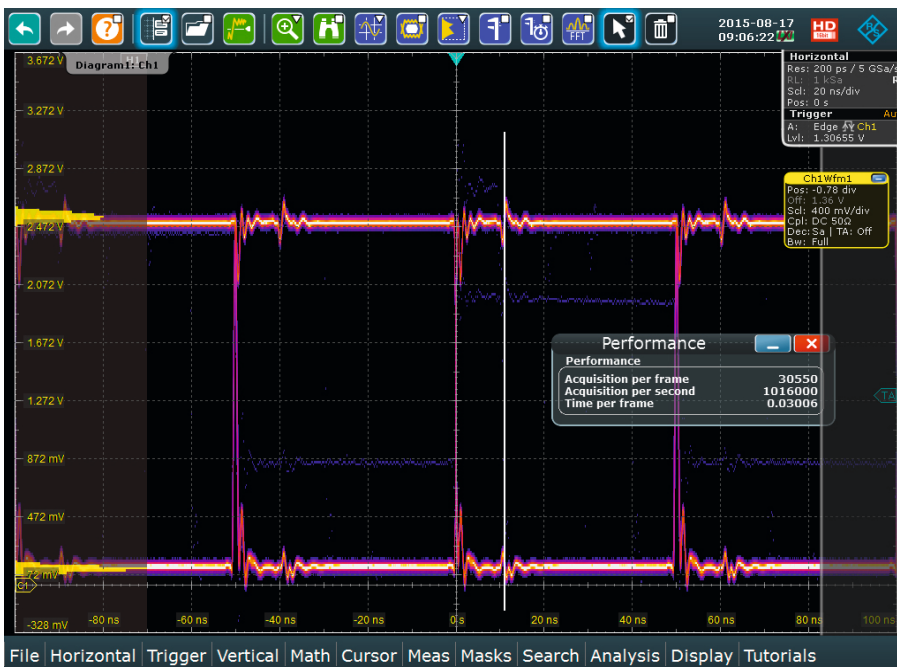 FFT
2015-08-17
09:06:22
HD
16bit
R&S
3.672 V
Diagram1: Ch1
H1
3.272 V
2.872 V
2.472 V
2.072 V
1.672 V
1.272 V
872 mV
472 mV
72 mV
C1
-328 mV
-80 ns
-60 ns
-40 ns
-20 ns
0 s
20 ns
40 ns
60 ns
80 ns
100 ns
Horizontal
Res: 200 ps / 5 GSa/s
RL: 1 kSa R
Scl: 20 ns/div
Pos: 0 s
Trigger Au
A: Edge Ch1
Lvl: 1.30655 V
Ch1Wfm1
Pos: -0.78 div
Off: 1.36 V
Scl: 400 mV/div
Cpl: DC 50Ω
Dec: Sa | TA: Off
Bw: Full
TA
Performance
Performance
Acquisition per frame 30550
Acquisition per second 1016000
Time per frame 0.03006
File Horizontal Trigger Vertical Math Cursor Meas Masks Search Analysis Display Tutorials